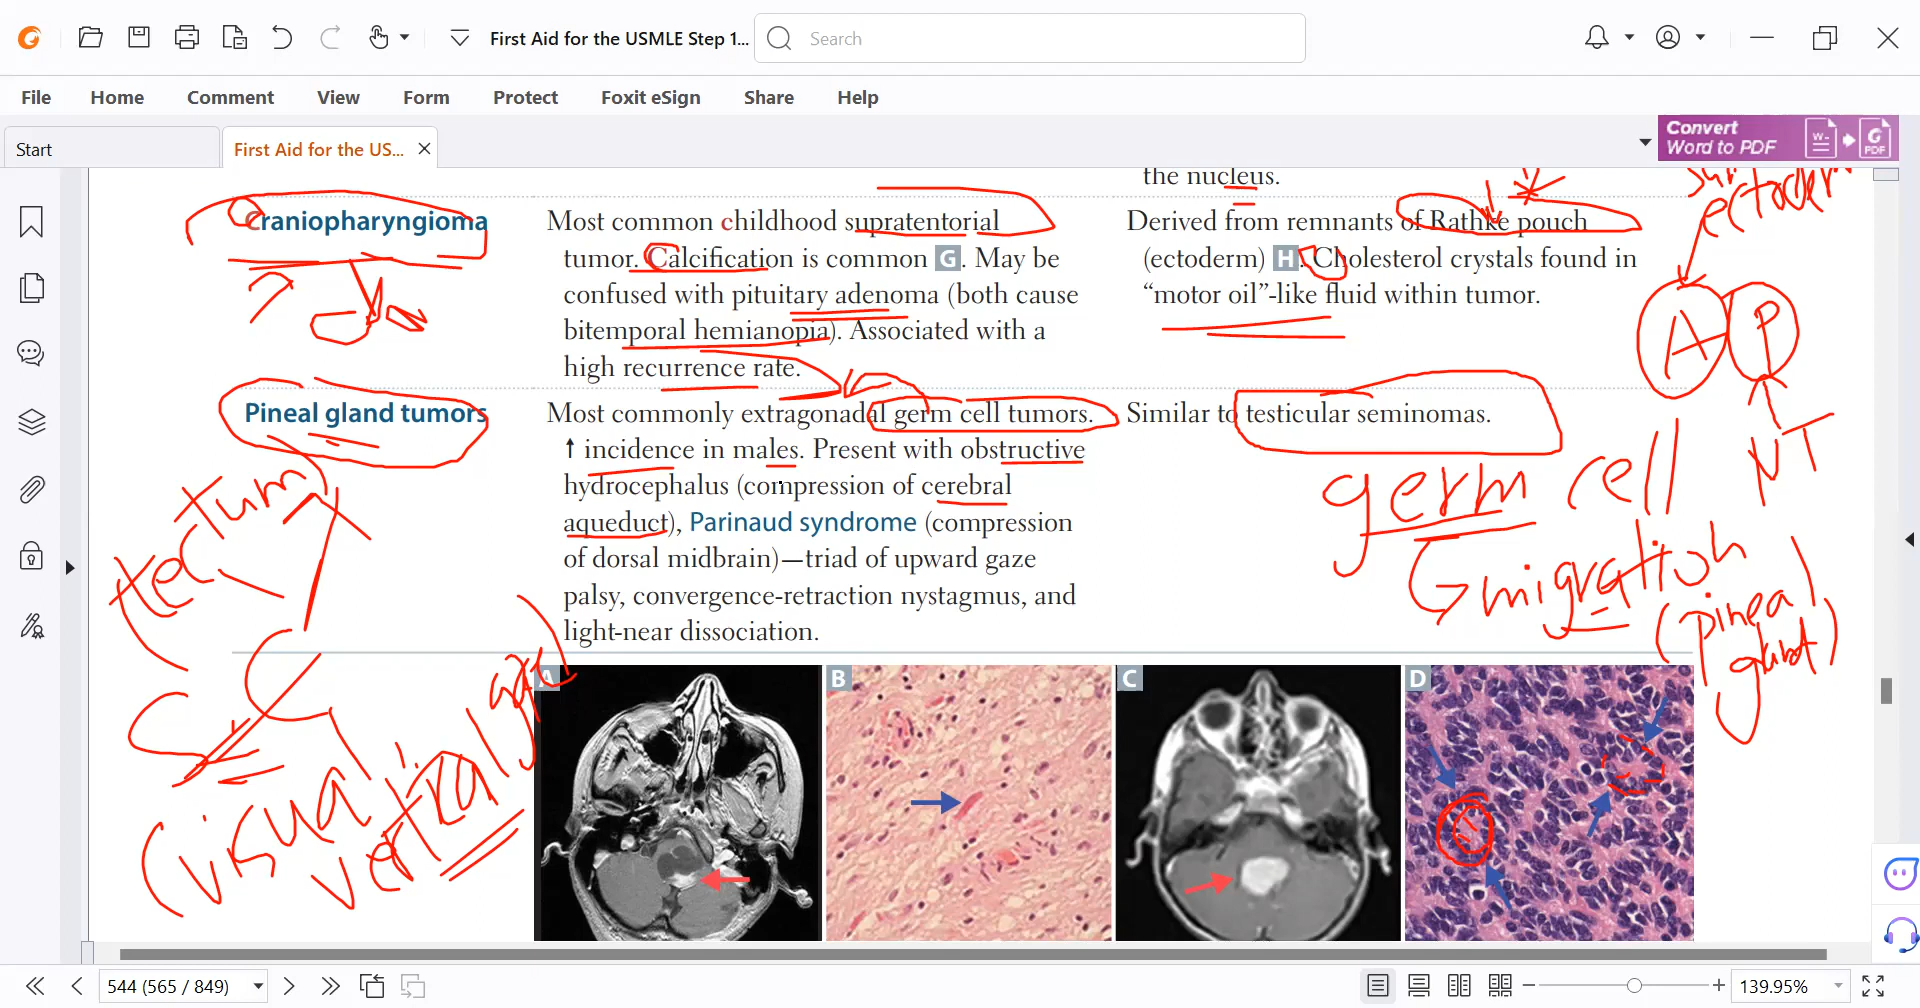 First Aid for the USMLE Step 1...
Search
File Home Comment View Form Protect Foxit eSign Share Help
Start
First Aid for the US...
Convert
Word to PDF
W
PDF
the nucleus.
ectoderm
Craniopharyngioma
Most common childhood supratentorial
tumor. Calcification is common G. May be
confused with pituitary adenoma (both cause
bitemporal hemianopia). Associated with a
high recurrence rate.
Derived from remnants of Rathke pouch
(ectoderm) H. Cholesterol crystals found in
“motor oil”-like fluid within tumor.
A P
NT
Pineal gland tumors
Most commonly extragonadal germ cell tumors.
↑ incidence in males. Present with obstructive
hydrocephalus (compression of cerebral
aqueduct), Parinaud syndrome (compression
of dorsal midbrain)—triad of upward gaze
palsy, convergence-retraction nystagmus, and
light-near dissociation.
Similar to testicular seminomas.
germ cell
migration
(pineal
gland)
tectum
SC
(visual
vertical gaze)
A
B
C
D
544 (565 / 849)
139.95%